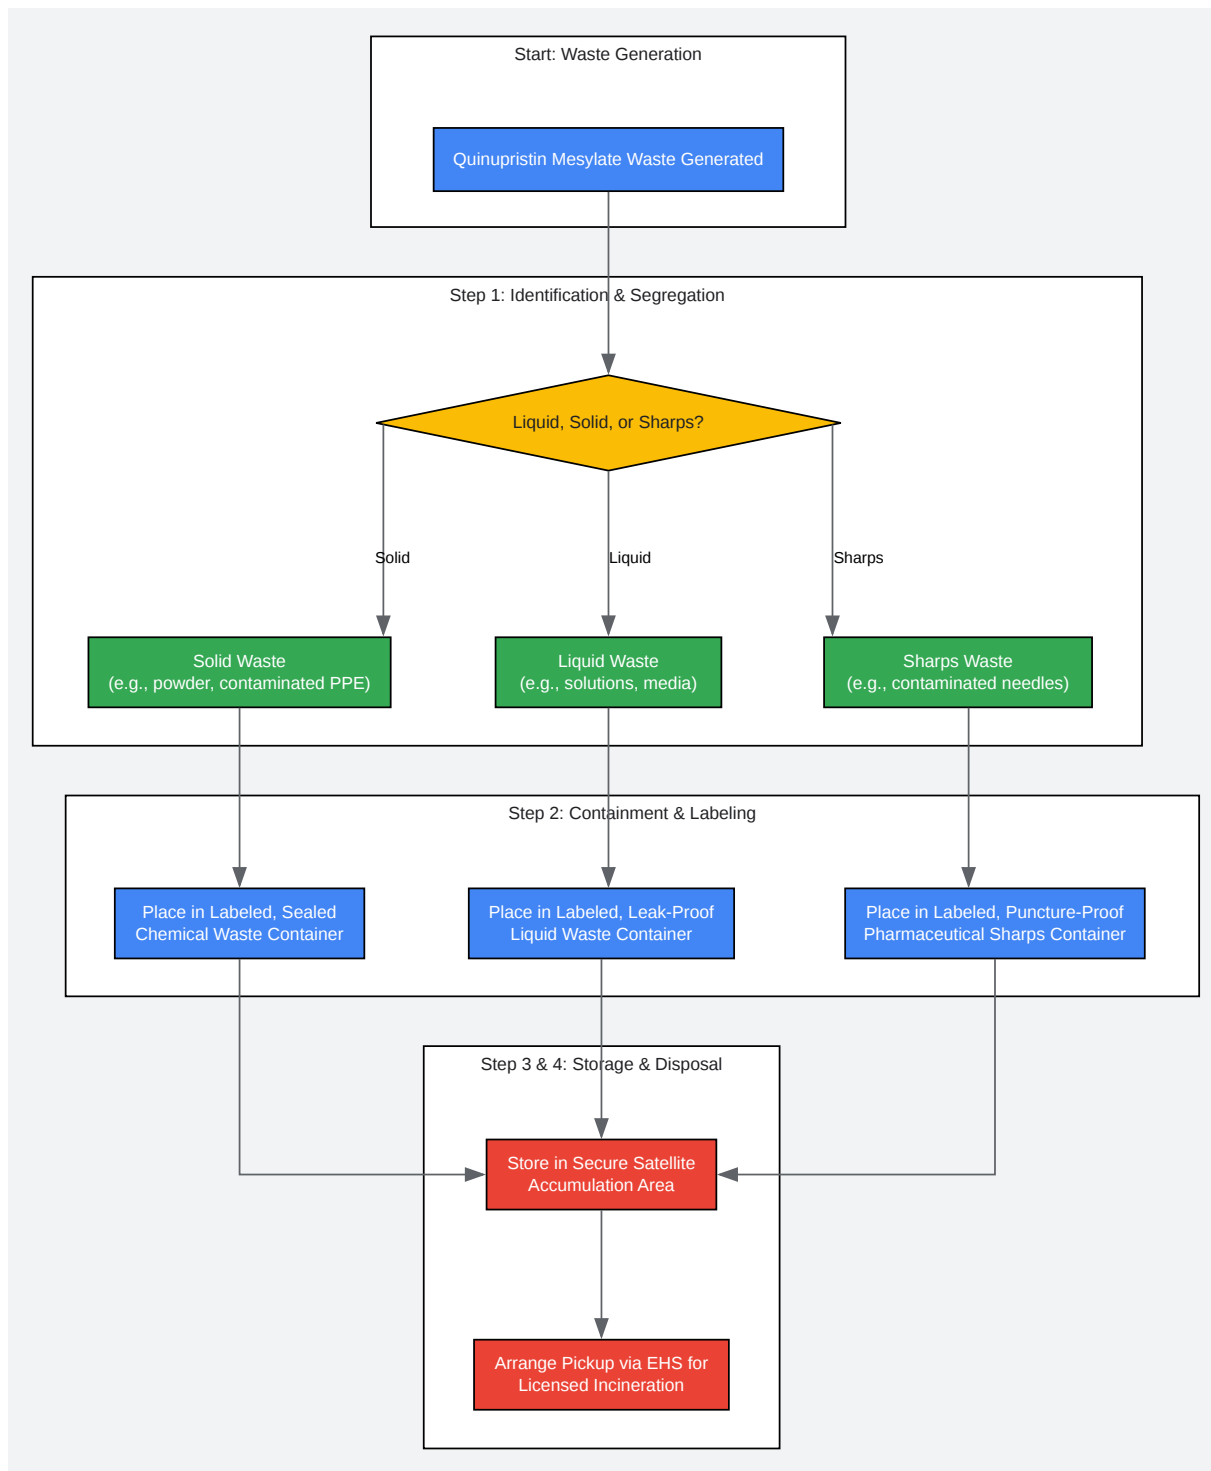 Start: Waste Generation
Quinupristin Mesylate Waste Generated
Step 1: Identification & Segregation
Liquid, Solid, or Sharps?
Solid
Liquid
Sharps
Solid Waste
(e.g., powder, contaminated PPE)
Liquid Waste
(e.g., solutions, media)
Sharps Waste
(e.g., contaminated needles)
Step 2: Containment & Labeling
Place in Labeled, Sealed
Chemical Waste Container
Place in Labeled, Leak-Proof
Liquid Waste Container
Place in Labeled, Puncture-Proof
Pharmaceutical Sharps Container
Step 3 & 4: Storage & Disposal
Store in Secure Satellite
Accumulation Area
Arrange Pickup via EHS for
Licensed Incineration